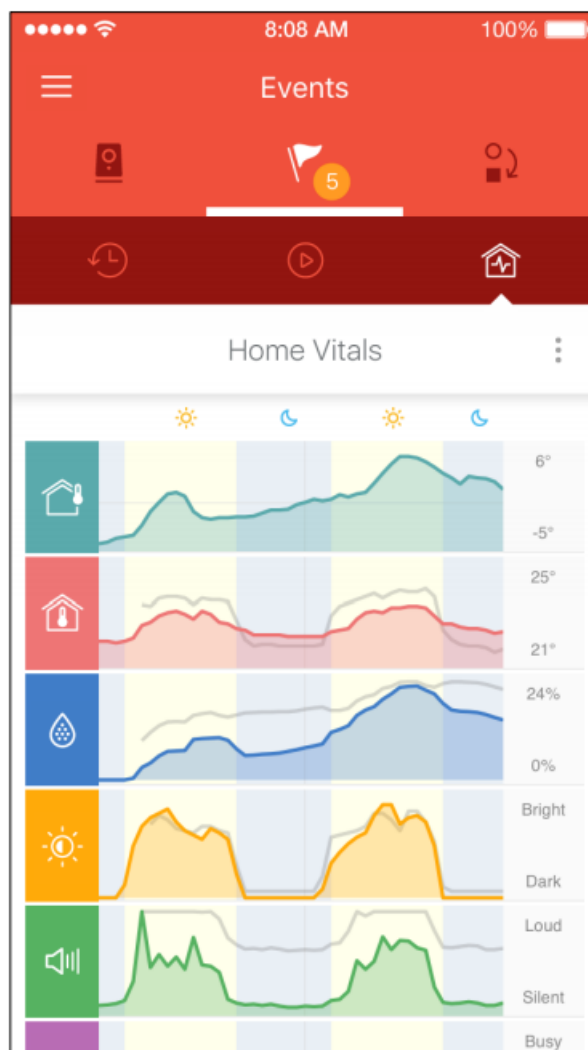 8:08 AM 100%
Events
5
Home Vitals
6°
-5°
25°
21°
24%
0%
Bright
Dark
Loud
Silent
Busy